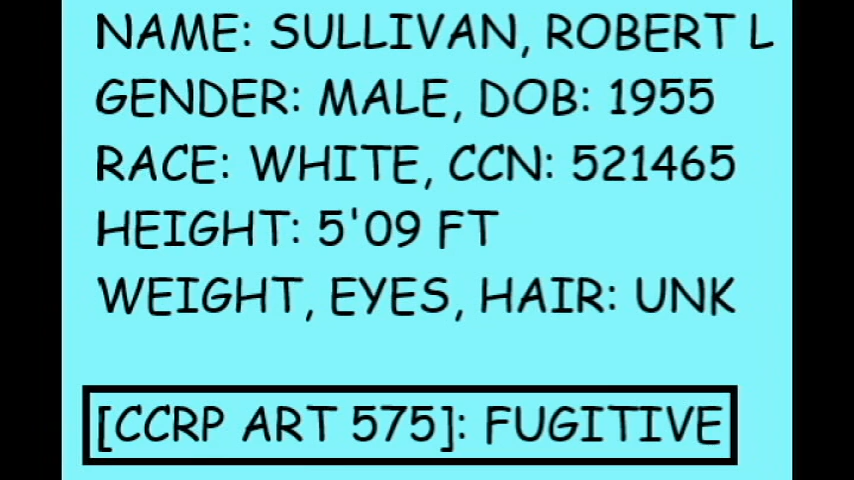 NAME: SULLIVAN, ROBERT L
GENDER: MALE, DOB: 1955
RACE: WHITE, CCN: 521465
HEIGHT: 5'09 FT
WEIGHT, EYES, HAIR: UNK
[CCRP ART 575]: FUGITIVE